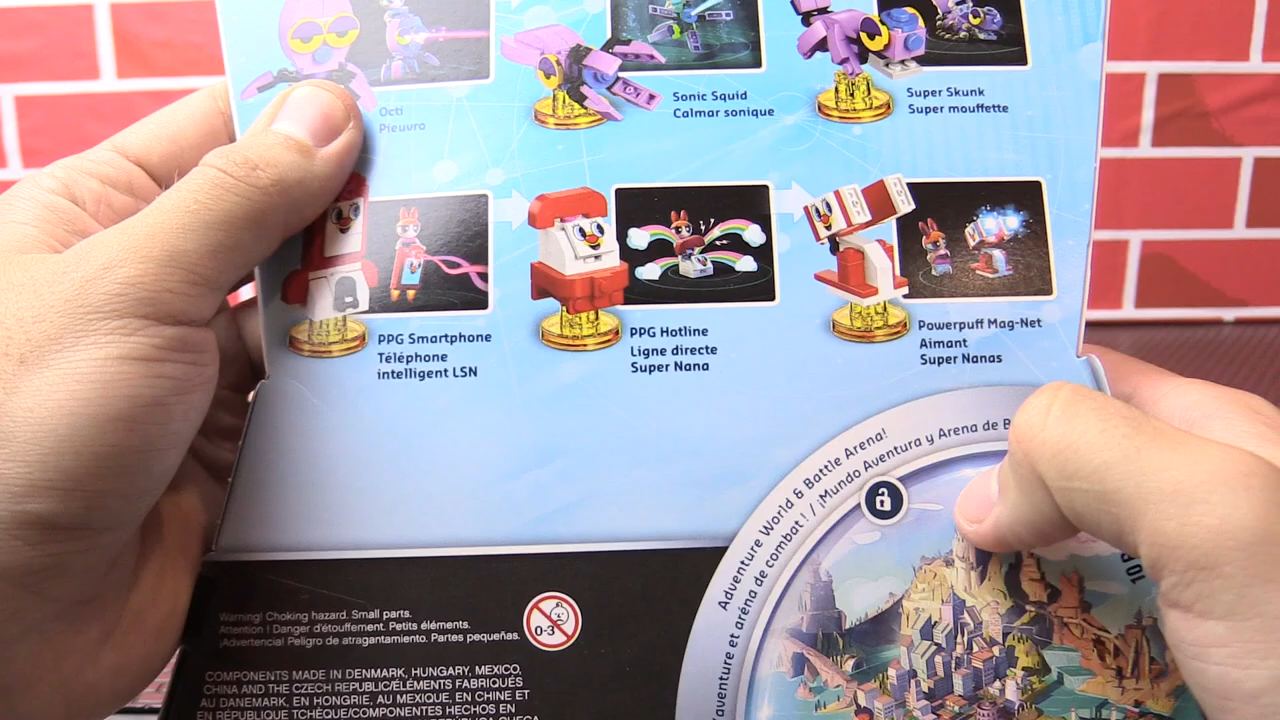 Octi
Pieuvre
Sonic Squid
Calmar sonique
Super Skunk
Super mouffette
PPG Smartphone
Téléphone
intelligent LSN
PPG Hotline
Ligne directe
Super Nana
Powerpuff Mag-Net
Aimant
Super Nanas
Adventure World & Battle Arena!
d'aventure et aréna de combat ! / ¡Mundo Aventura y Arena de
Warning! Choking hazard. Small parts.
Attention ! Danger d'étouffement. Petits éléments.
¡Advertencia! Peligro de atragantamiento. Partes pequeñas.
0-3
COMPONENTS MADE IN DENMARK, HUNGARY, MEXICO,
CHINA AND THE CZECH REPUBLIC/ÉLÉMENTS FABRIQUÉS
AU DANEMARK, EN HONGRIE, AU MEXIQUE, EN CHINE ET
EN RÉPUBLIQUE TCHÈQUE/COMPONENTES HECHOS EN